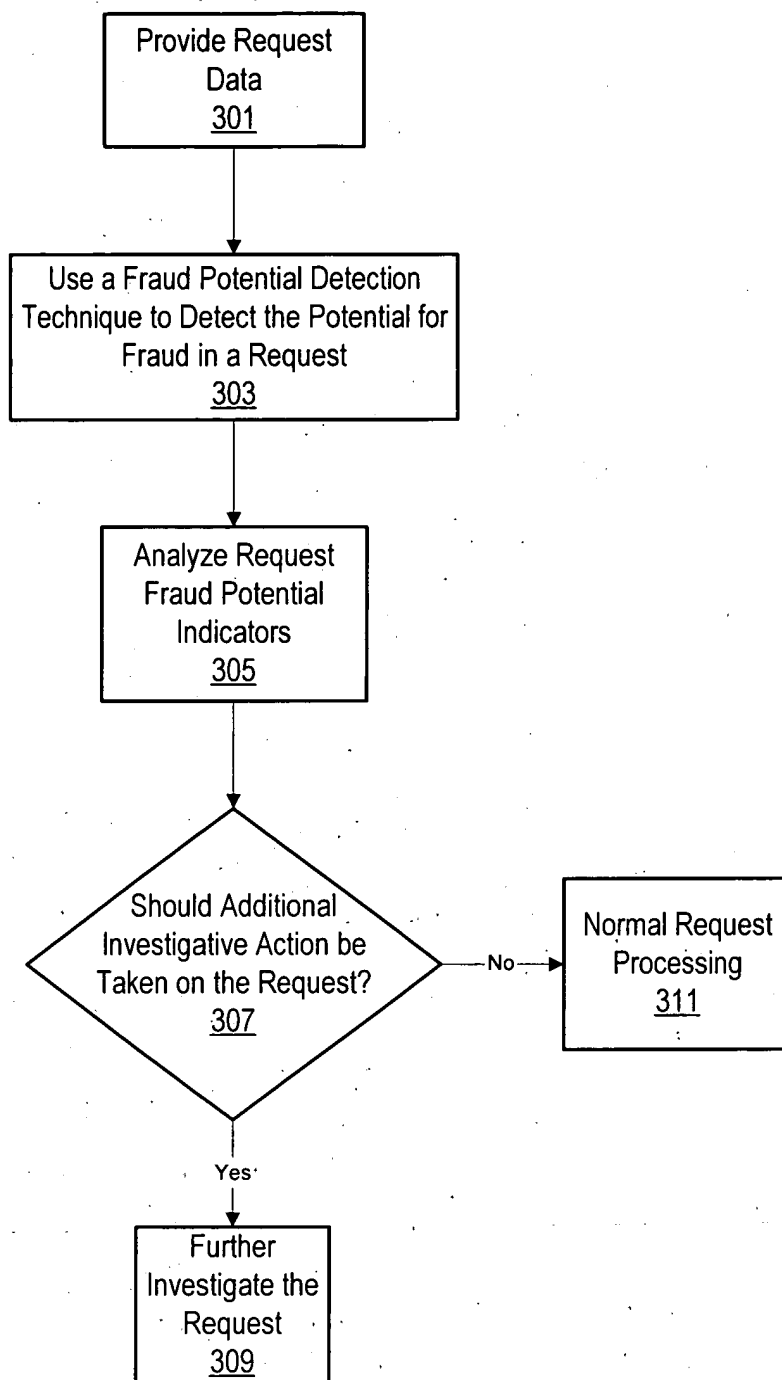 Provide Request
Data
301
Use a Fraud Potential Detection
Technique to Detect the Potential for
Fraud in a Request
303
Analyze Request
Fraud Potential
Indicators
305
Should Additional
Investigative Action be
Taken on the Request?
307
No
Normal Request
Processing
311
Yes
Further
Investigate the
Request
309